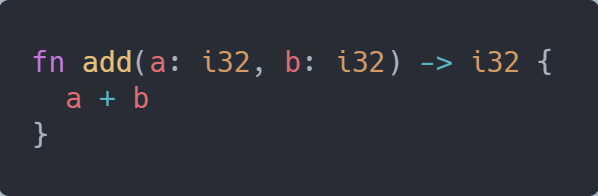 fn add(a: i32, b: i32) -> i32 {
  a + b
}